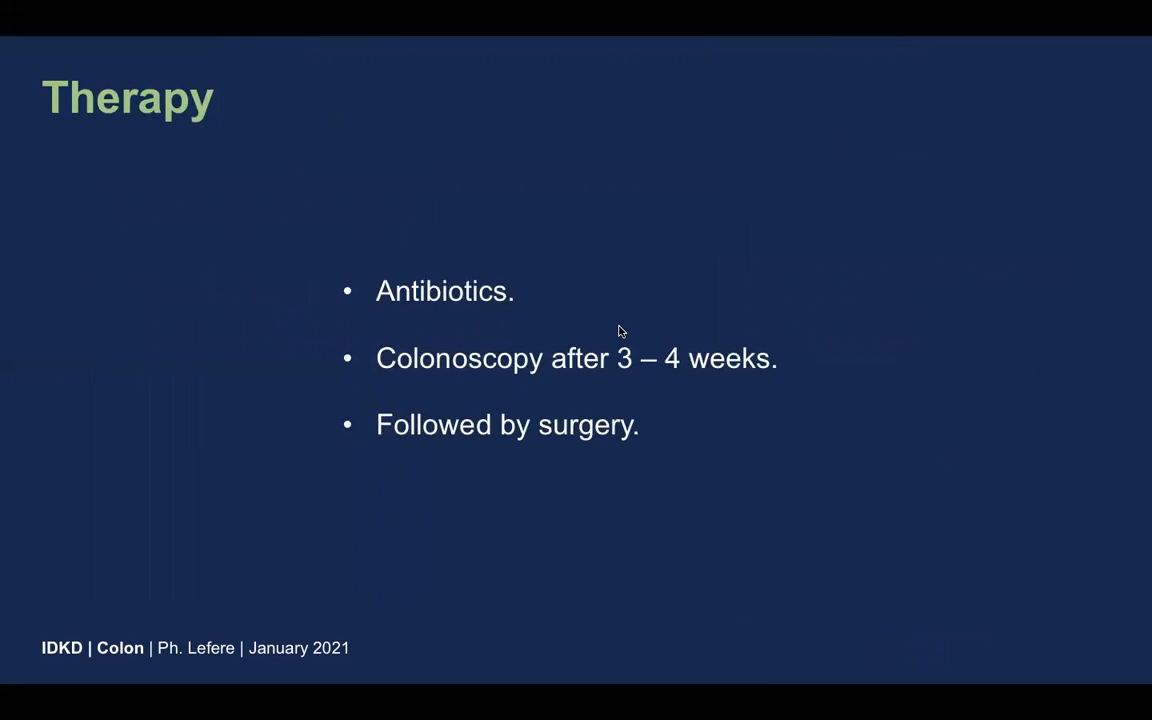 Therapy
• Antibiotics.
• Colonoscopy after 3 – 4 weeks.
• Followed by surgery.
IDKD | Colon | Ph. Lefere | January 2021